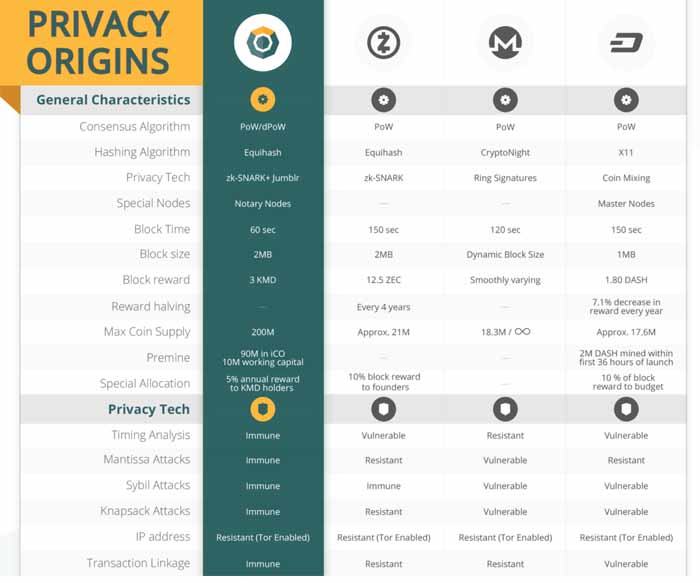 PRIVACY
ORIGINS
General Characteristics
Consensus Algorithm PoW/dPoW PoW PoW PoW
Hashing Algorithm Equihash Equihash CryptoNight X11
Privacy Tech zk-SNARK+ Jumblr zk-SNARK Ring Signatures Coin Mixing
Special Nodes Notary Nodes — — Master Nodes
Block Time 60 sec 150 sec 120 sec 150 sec
Block size 2MB 2MB Dynamic Block Size 1MB
Block reward 3 KMD 12.5 ZEC Smoothly varying 1.80 DASH
Reward halving — Every 4 years — 7.1% decrease in
reward every year
Max Coin Supply 200M Approx. 21M 18.3M / ∞ Approx. 17.6M
Premine 90M in iCO — — 2M DASH mined within
10M working capital first 36 hours of launch
Special Allocation 5% annual reward 10% block reward — 10 % of block
to KMD holders to founders reward to budget
Privacy Tech
Timing Analysis Immune Vulnerable Resistant Vulnerable
Mantissa Attacks Immune Resistant Vulnerable Resistant
Sybil Attacks Immune Immune Vulnerable Vulnerable
Knapsack Attacks Immune Resistant Vulnerable Vulnerable
IP address Resistant (Tor Enabled) Resistant (Tor Enabled) Resistant (Tor Enabled) Resistant (Tor Enabled)
Transaction Linkage Immune Resistant Resistant Vulnerable